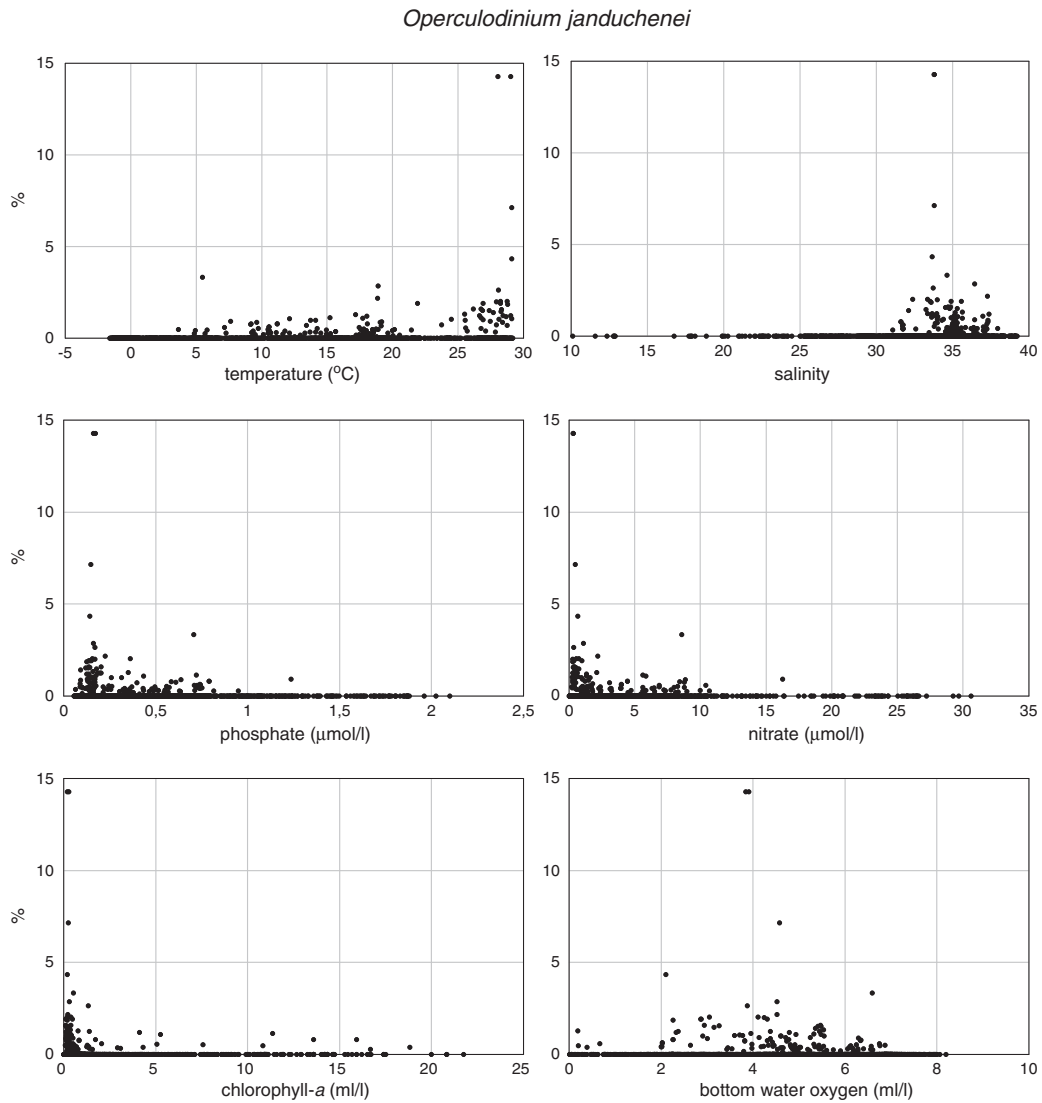 Operculodinium janduchenei
15
10
%
5
0
-5 0 5 10 15 20 25 30
temperature (°C)
15
10
5
0
10 15 20 25 30 35 40
salinity
15
10
%
5
0
0 0,5 1 1,5 2 2,5
phosphate (μmol/l)
15
10
5
0
0 5 10 15 20 25 30 35
nitrate (μmol/l)
15
10
%
5
0
0 5 10 15 20 25
chlorophyll-a (ml/l)
15
10
5
0
0 2 4 6 8 10
bottom water oxygen (ml/l)